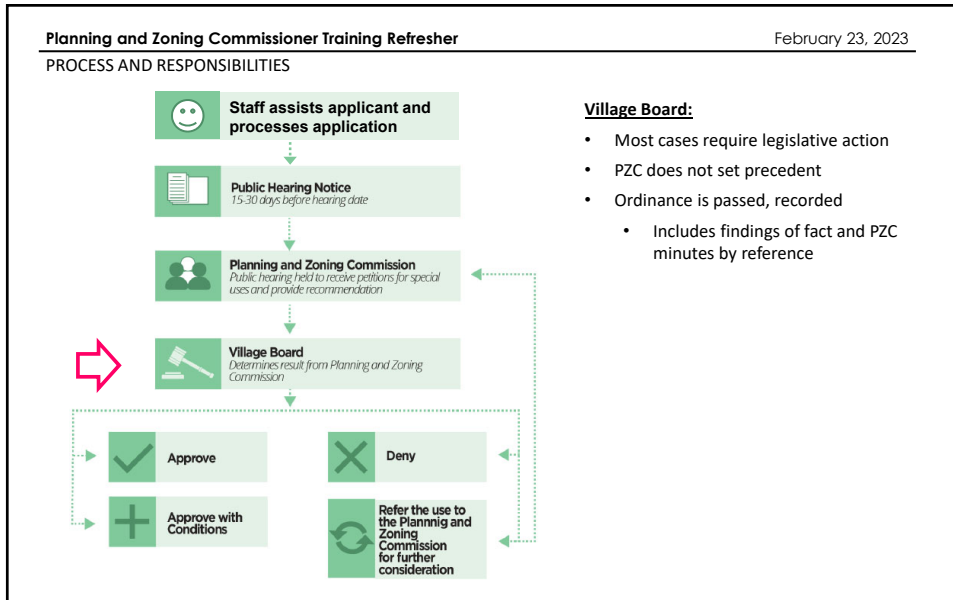 Planning and Zoning Commissioner Training Refresher
February 23, 2023
PROCESS AND RESPONSIBILITIES
Staff assists applicant and
processes application
Public Hearing Notice
15-30 days before hearing date
Planning and Zoning Commission
Public hearing held to receive petitions for special
uses and provide recommendation
Village Board
Determines result from Planning and Zoning
Commission
Approve
Deny
Approve with
Conditions
Refer the use to
the Plannnig and
Zoning
Commission
for further
consideration
Village Board:
• Most cases require legislative action
• PZC does not set precedent
• Ordinance is passed, recorded
• Includes findings of fact and PZC
minutes by reference